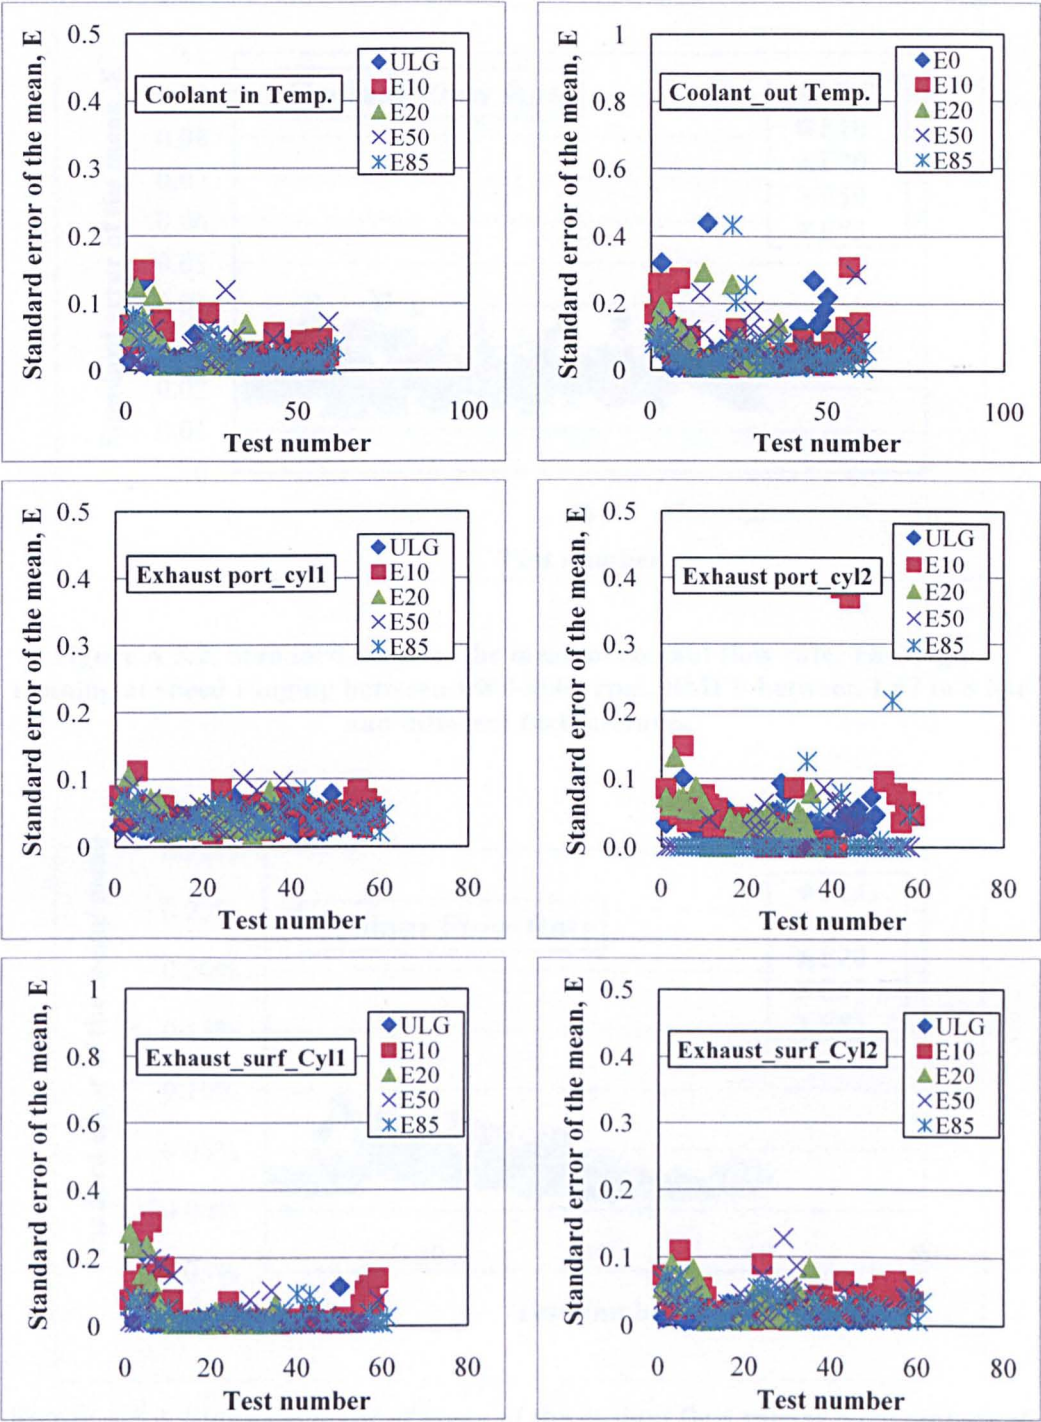 Standard error of the mean, E
0.5
0.4
0.3
0.2
0.1
0
Coolant_in Temp.
ULG
E10
E20
E50
E85
0 50 100
Test number
Standard error of the mean, E
1
0.8
0.6
0.4
0.2
0
Coolant_out Temp.
E0
E10
E20
E50
E85
0 50 100
Test number
Standard error of the mean, E
0.5
0.4
0.3
0.2
0.1
0
Exhaust port_cyl1
ULG
E10
E20
E50
E85
0 20 40 60 80
Test number
Standard error of the mean, E
0.5
0.4
0.3
0.2
0.1
0.0
Exhaust port_cyl2
ULG
E10
E20
E50
E85
0 20 40 60 80
Test number
Standard error of the mean, E
1
0.8
0.6
0.4
0.2
0
Exhaust_surf_Cyl1
ULG
E10
E20
E50
E85
0 20 40 60 80
Test number
Standard error of the mean, E
0.5
0.4
0.3
0.2
0.1
0
Exhaust_surf_Cyl2
ULG
E10
E20
E50
E85
0 20 40 60 80
Test number